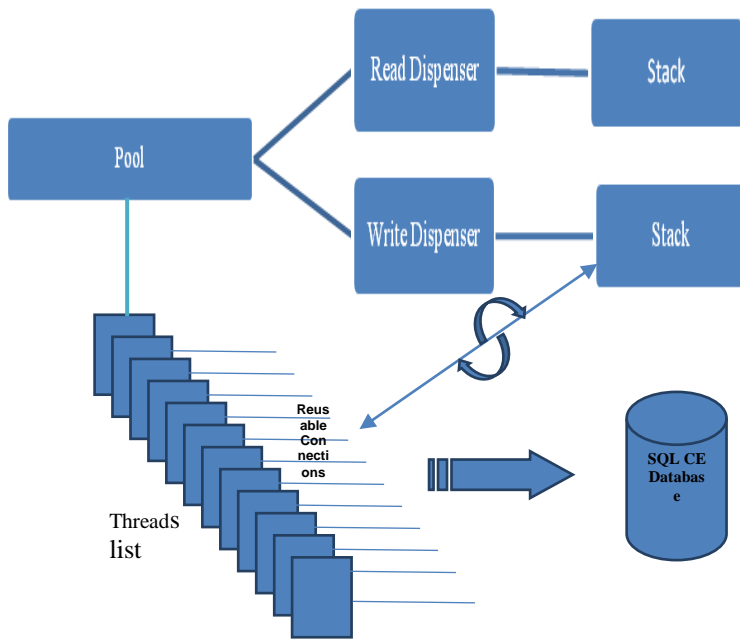 Read Dispenser
Stack
Pool
Write Dispenser
Stack
Reus
able
Con
necti
ons
SQL CE
Databas
e
Threads
list